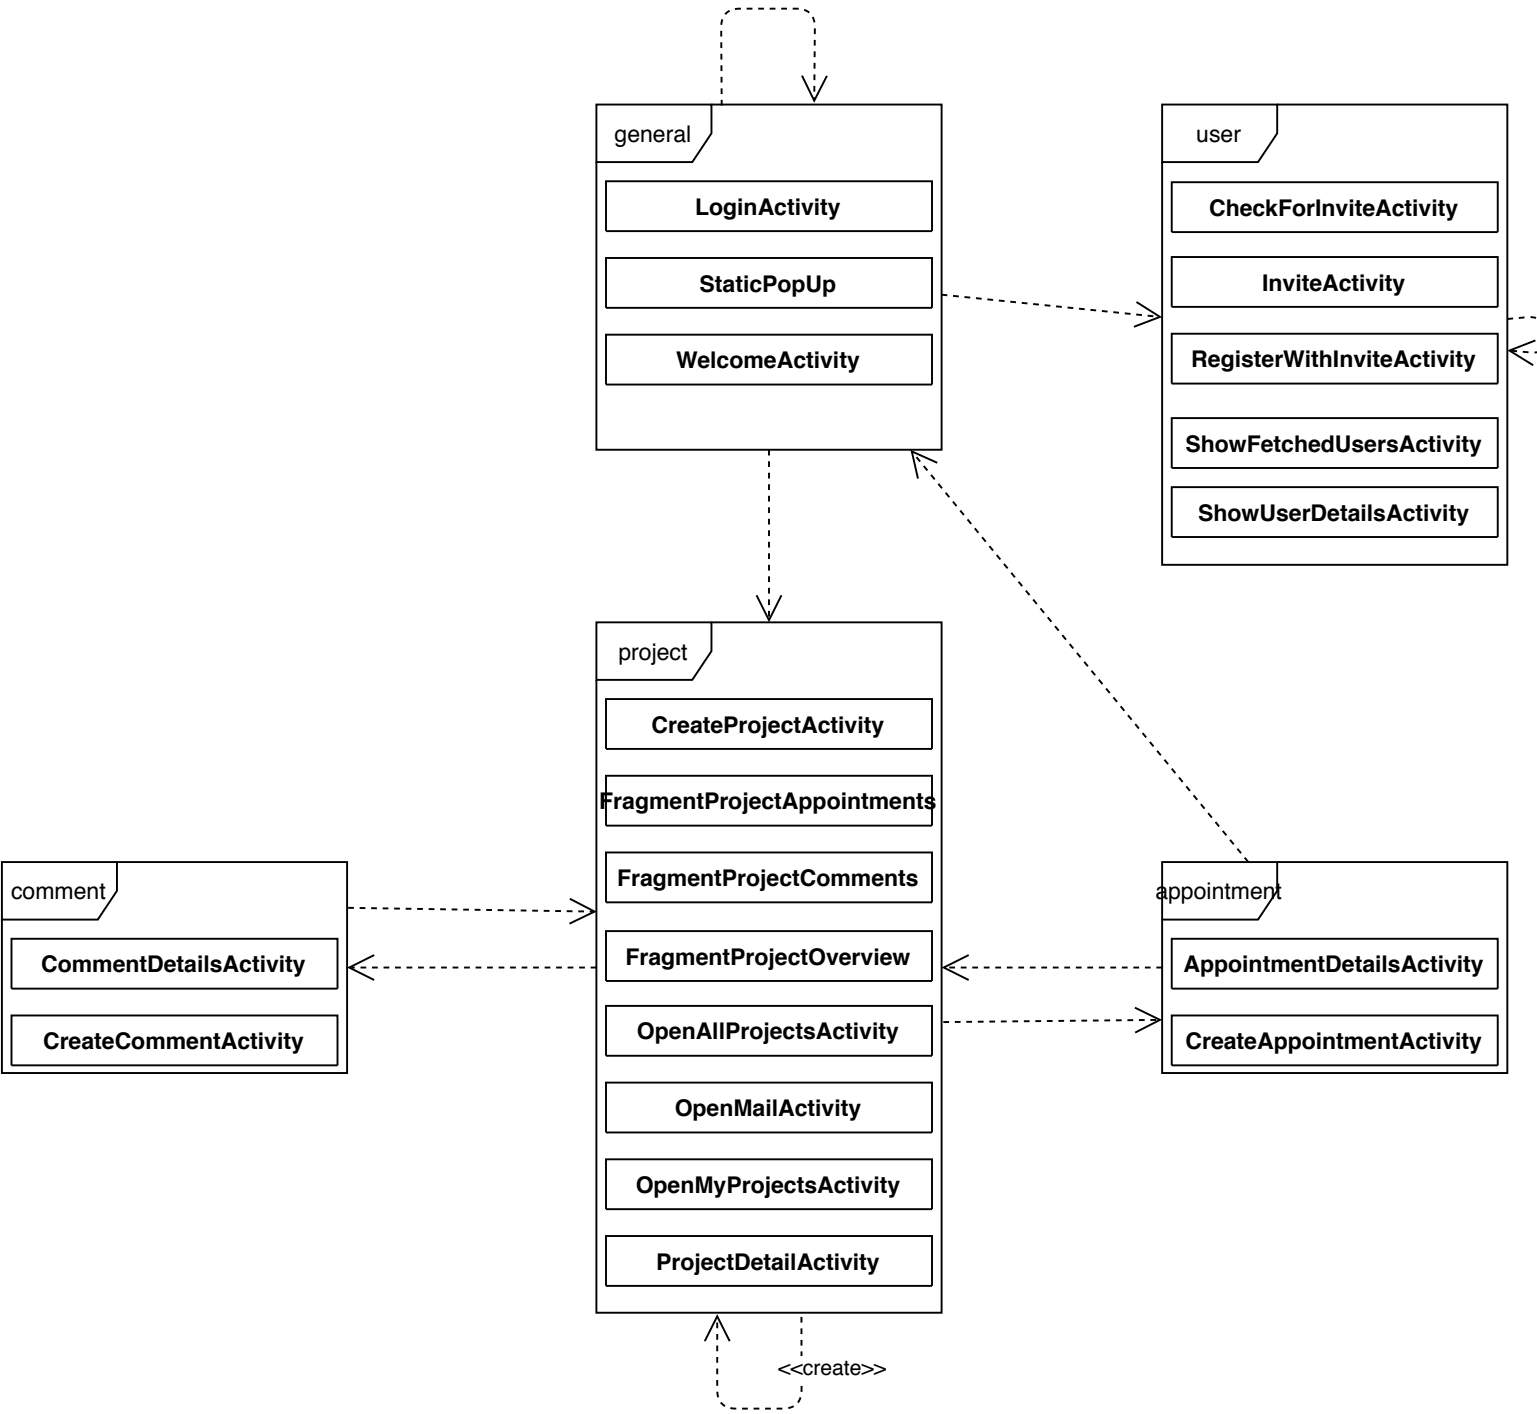 general
LoginActivity
StaticPopUp
WelcomeActivity
user
CheckForInviteActivity
InviteActivity
RegisterWithInviteActivity
ShowFetchedUsersActivity
ShowUserDetailsActivity
project
CreateProjectActivity
FragmentProjectAppointments
FragmentProjectComments
FragmentProjectOverview
OpenAllProjectsActivity
OpenMailActivity
OpenMyProjectsActivity
ProjectDetailActivity
<<create>>
comment
CommentDetailsActivity
CreateCommentActivity
appointment
AppointmentDetailsActivity
CreateAppointmentActivity